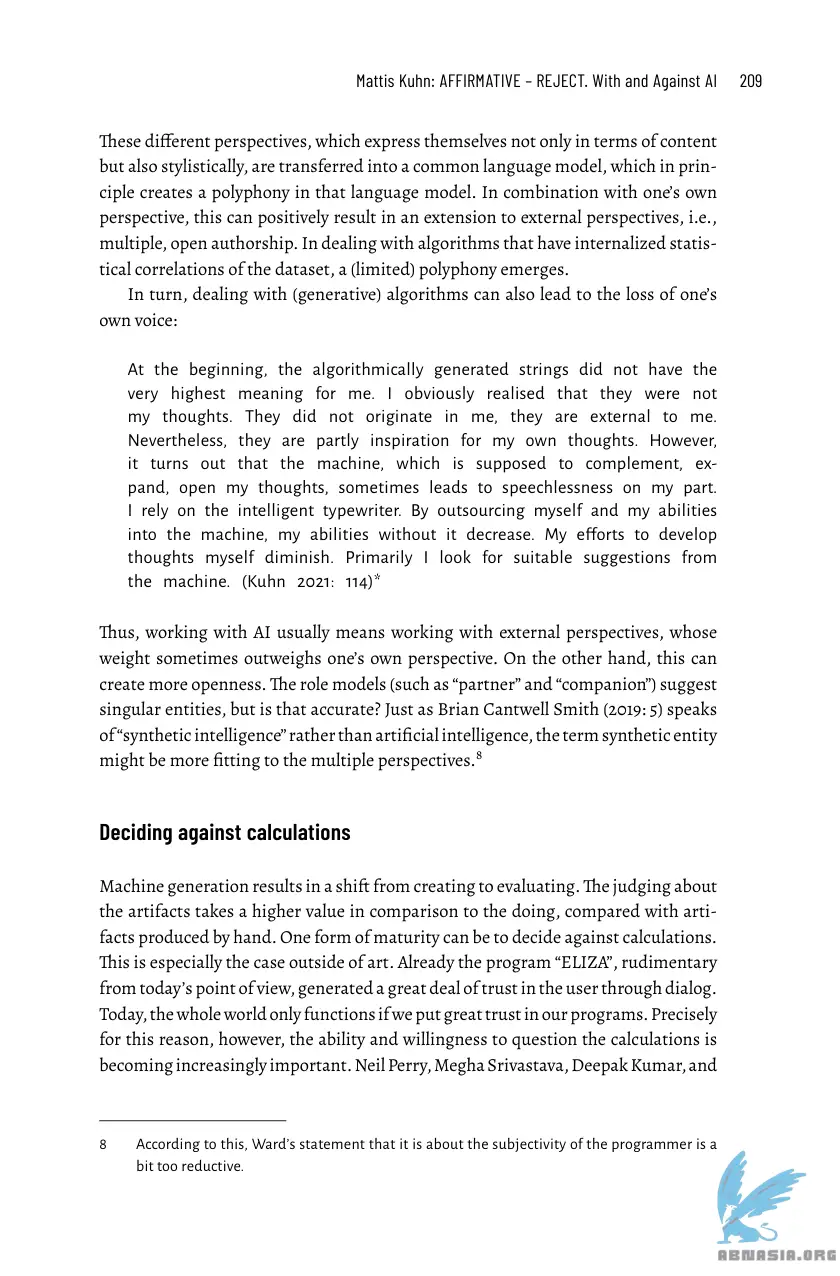 Mattis Kuhn: AFFIRMATIVE – REJECT. With and Against AI 209
These different perspectives, which express themselves not only in terms of content
but also stylistically, are transferred into a common language model, which in prin-
ciple creates a polyphony in that language model. In combination with one’s own
perspective, this can positively result in an extension to external perspectives, i.e.,
multiple, open authorship. In dealing with algorithms that have internalized statis-
tical correlations of the dataset, a (limited) polyphony emerges.
In turn, dealing with (generative) algorithms can also lead to the loss of one’s
own voice:
At the beginning, the algorithmically generated strings did not have the
very highest meaning for me. I obviously realised that they were not
my thoughts. They did not originate in me, they are external to me.
Nevertheless, they are partly inspiration for my own thoughts. However,
it turns out that the machine, which is supposed to complement, ex-
pand, open my thoughts, sometimes leads to speechlessness on my part.
I rely on the intelligent typewriter. By outsourcing myself and my abilities
into the machine, my abilities without it decrease. My efforts to develop
thoughts myself diminish. Primarily I look for suitable suggestions from
the machine. (Kuhn 2021: 114)*
Thus, working with AI usually means working with external perspectives, whose
weight sometimes outweighs one’s own perspective. On the other hand, this can
create more openness. The role models (such as “partner” and “companion”) suggest
singular entities, but is that accurate? Just as Brian Cantwell Smith (2019: 5) speaks
of “synthetic intelligence” rather than artificial intelligence, the term synthetic entity
might be more fitting to the multiple perspectives.8
Deciding against calculations
Machine generation results in a shift from creating to evaluating. The judging about
the artifacts takes a higher value in comparison to the doing, compared with arti-
facts produced by hand. One form of maturity can be to decide against calculations.
This is especially the case outside of art. Already the program “ELIZA”, rudimentary
from today’s point of view, generated a great deal of trust in the user through dialog.
Today, the whole world only functions if we put great trust in our programs. Precisely
for this reason, however, the ability and willingness to question the calculations is
becoming increasingly important. Neil Perry, Megha Srivastava, Deepak Kumar, and
8 According to this, Ward’s statement that it is about the subjectivity of the programmer is a
bit too reductive.
ABNASIA.ORG